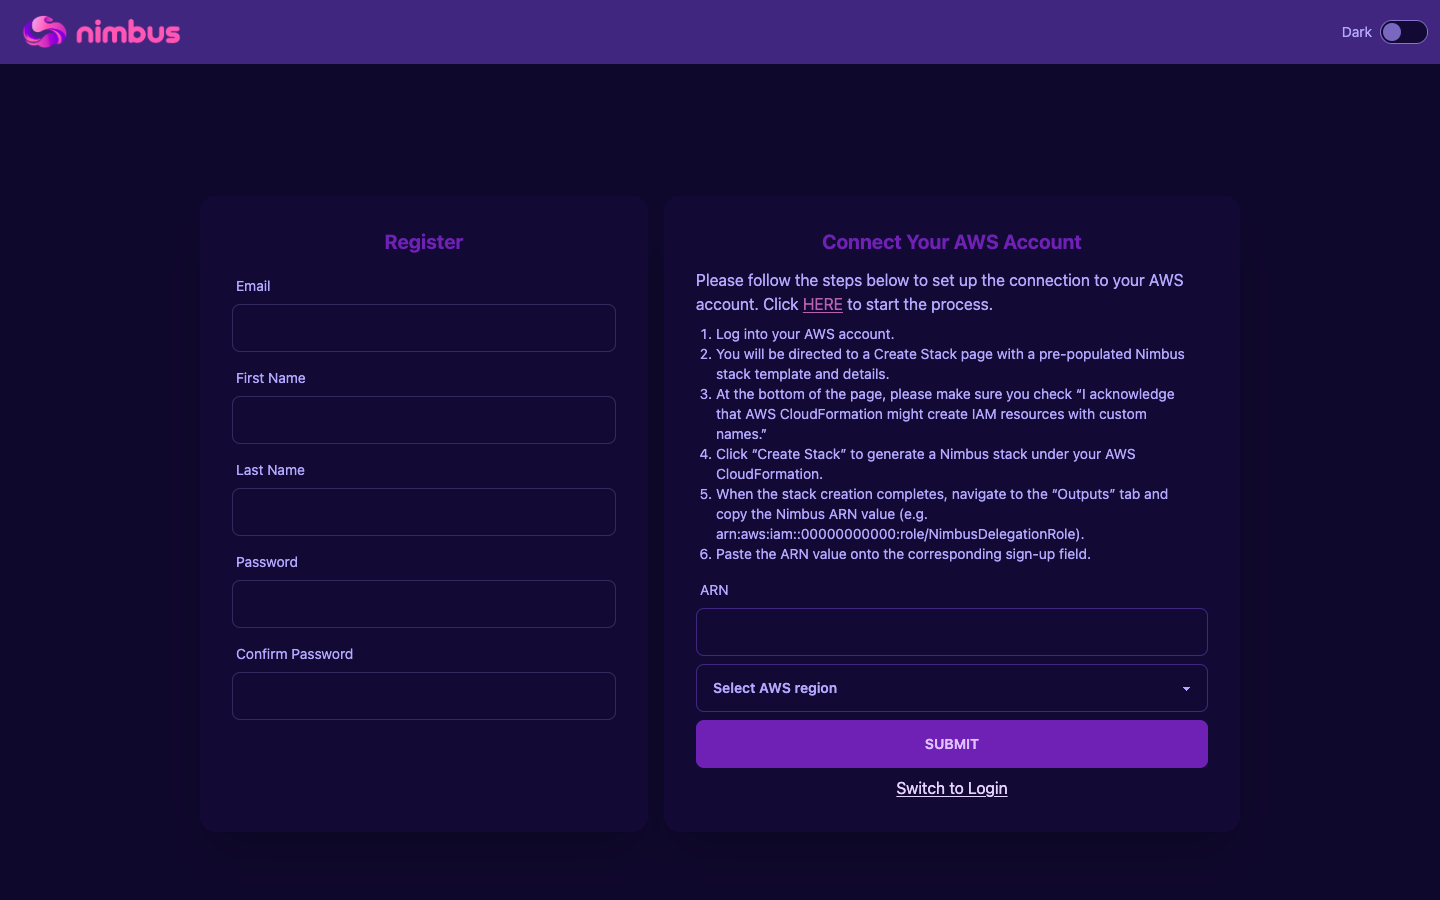 nimbus
Dark
Register
Email
First Name
Last Name
Password
Confirm Password
Connect Your AWS Account
Please follow the steps below to set up the connection to your AWS
account. Click HERE to start the process.
1. Log into your AWS account.
2. You will be directed to a Create Stack page with a pre-populated Nimbus
stack template and details.
3. At the bottom of the page, please make sure you check “I acknowledge
that AWS CloudFormation might create IAM resources with custom
names.”
4. Click “Create Stack” to generate a Nimbus stack under your AWS
CloudFormation.
5. When the stack creation completes, navigate to the “Outputs” tab and
copy the Nimbus ARN value (e.g.
arn:aws:iam::00000000000:role/NimbusDelegationRole).
6. Paste the ARN value onto the corresponding sign-up field.
ARN
Select AWS region
SUBMIT
Switch to Login